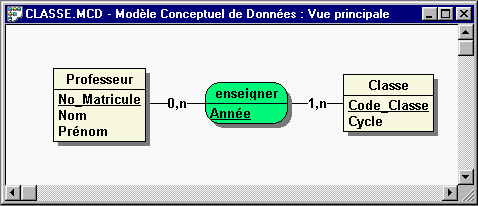 CLASSE.MCD - Modèle Conceptuel de Données : Vue principale
Professeur
No_Matricule
Nom
Prénom
0,n
enseigner
Année
1,n
Classe
Code_Classe
Cycle